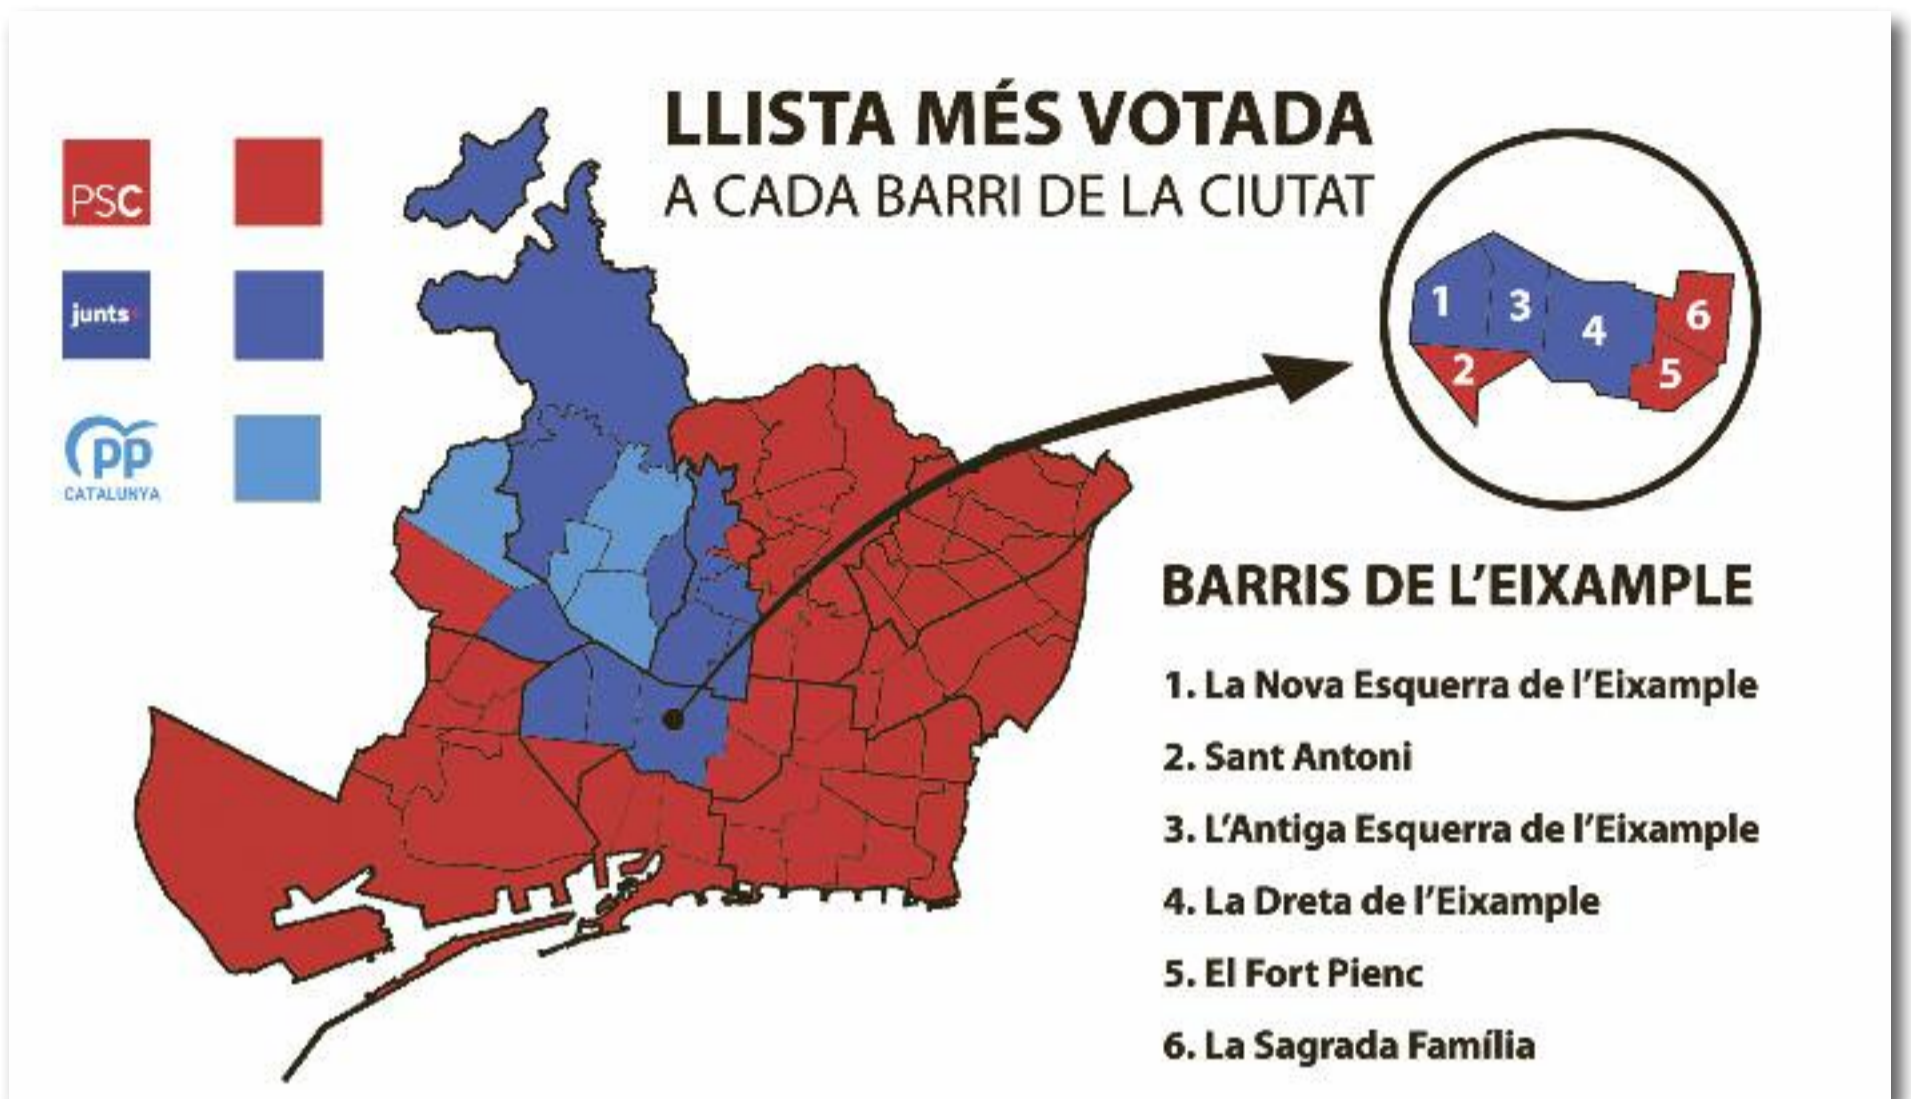 LLISTA MÉS VOTADA
A CADA BARRI DE LA CIUTAT
PSC
junts
PP
CATALUNYA
1
3
4
6
2
5
BARRIS DE L'EIXAMPLE
1. La Nova Esquerra de l'Eixample
2. Sant Antoni
3. L'Antiga Esquerra de l'Eixample
4. La Dreta de l'Eixample
5. El Fort Pienc
6. La Sagrada Família